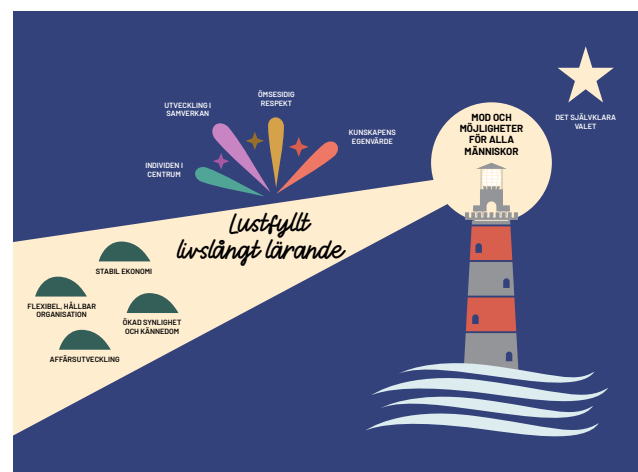 ÖMSESIDIG
RESPEKT
UTVECKLING I
SAMVERKAN
KUNSKAPENS
EGENVÄRDE
INDIVIDEN I
CENTRUM
MOD OCH
MÖJLIGHETER
FÖR ALLA
MÄNNISKOR
DET SJÄLVKLARA
VALET
Lustfyllt
livslångt lärande
STABIL EKONOMI
FLEXIBEL, HÅLLBAR
ORGANISATION
ÖKAD SYNLIGHET
OCH KÄNNEDOM
AFFÄRSUTVECKLING